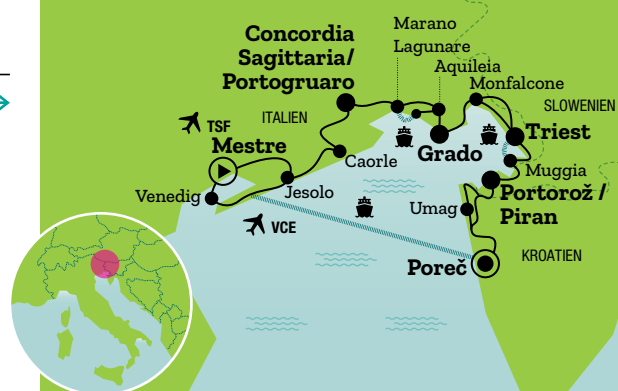 Concordia
Sagittaria/
Portogruaro
Marano
Lagunare
Aquileia
Monfalcone
ITALIEN
SLOWENIEN
TSF
Mestre
Grado
Triest
Caorle
Muggia
Venedig
Jesolo
Portorož /
Piran
Umag
VCE
Poreč
KROATIEN